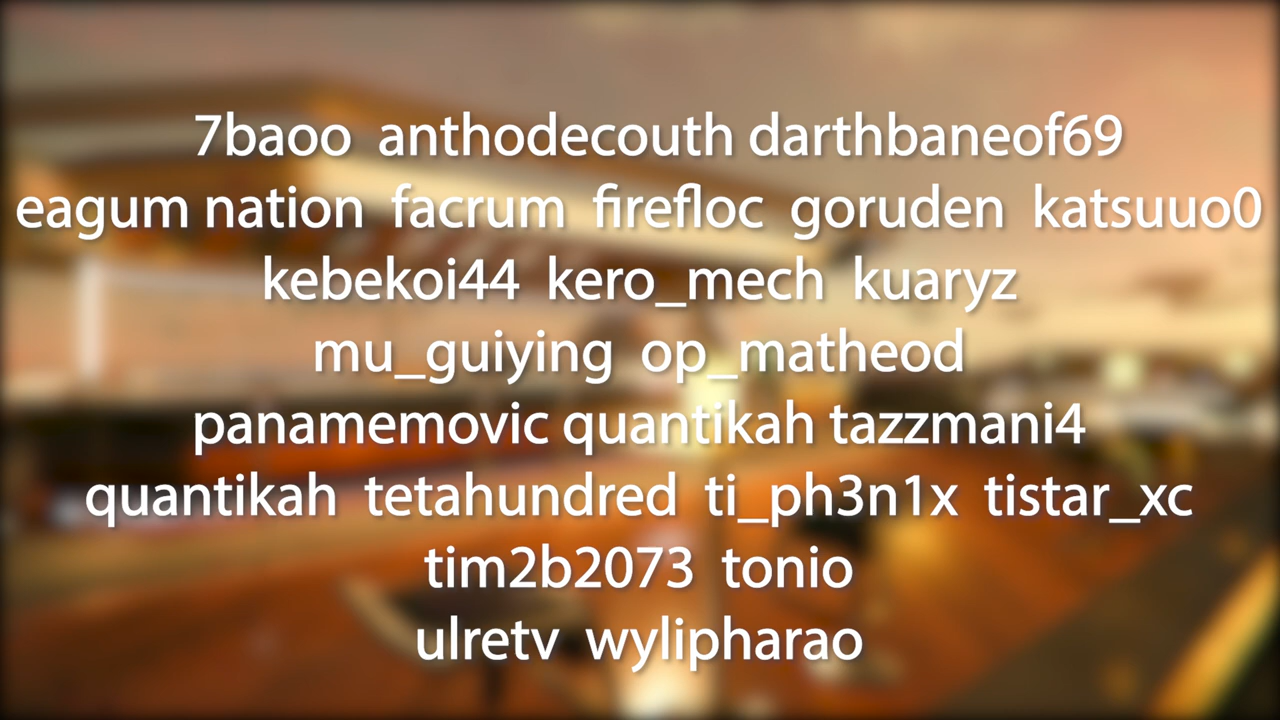 7baoo anthodecouth darthbaneof69
eagum nation facrum firefloc goruden katsuuo0
kebekoi44 kero_mech kuaryz
mu_guiying op_matheod
panamemovic quantikah tazzmani4
quantikah tetahundred ti_ph3n1x tistar_xc
tim2b2073 tonio
ulretv wylipharao